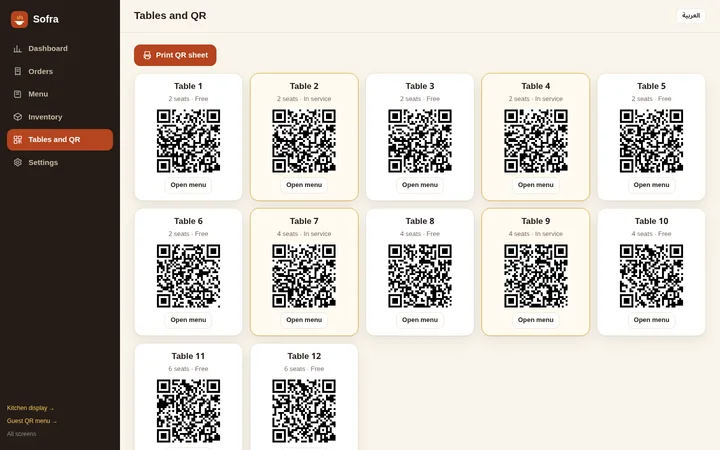 Sofra
Dashboard
Orders
Menu
Inventory
Tables and QR
Settings
Kitchen display →
Guest QR menu →
All screens
Tables and QR
العربية
Print QR sheet
Table 1
2 seats · Free
Open menu
Table 2
2 seats · In service
Open menu
Table 3
2 seats · Free
Open menu
Table 4
2 seats · In service
Open menu
Table 5
2 seats · Free
Open menu
Table 6
2 seats · Free
Open menu
Table 7
4 seats · In service
Open menu
Table 8
4 seats · Free
Open menu
Table 9
4 seats · In service
Open menu
Table 10
4 seats · Free
Open menu
Table 11
6 seats · Free
Table 12
6 seats · Free